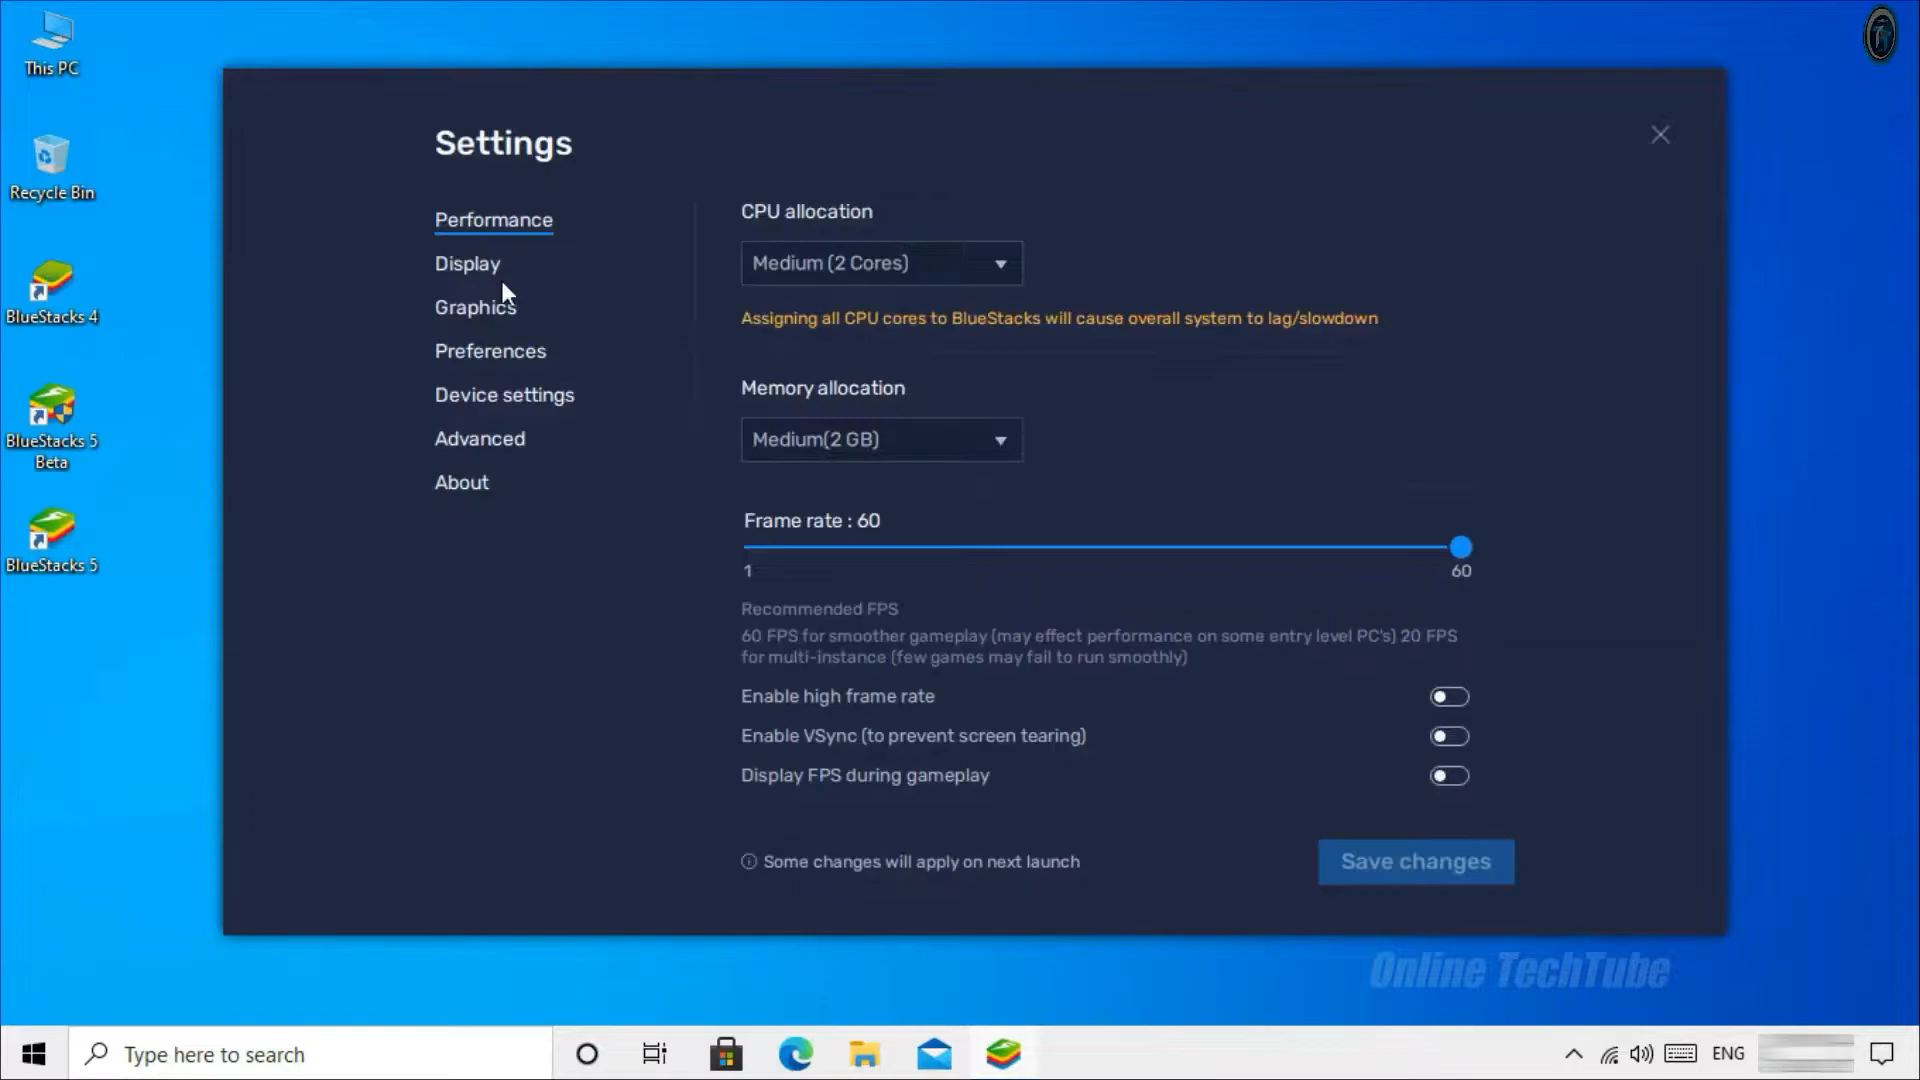 This PC
Recycle Bin
BlueStacks 4
BlueStacks 5
Beta
BlueStacks 5
Settings
Performance
Display
Graphics
Preferences
Device settings
Advanced
About
CPU allocation
Medium (2 Cores)
Assigning all CPU cores to BlueStacks will cause overall system to lag/slowdown
Memory allocation
Medium(2 GB)
Frame rate : 60
1
60
Recommended FPS
60 FPS for smoother gameplay (may effect performance on some entry level PC's) 20 FPS
for multi-instance (few games may fail to run smoothly)
Enable high frame rate
Enable VSync (to prevent screen tearing)
Display FPS during gameplay
Some changes will apply on next launch
Save changes
Online TechTube
Type here to search
ENG